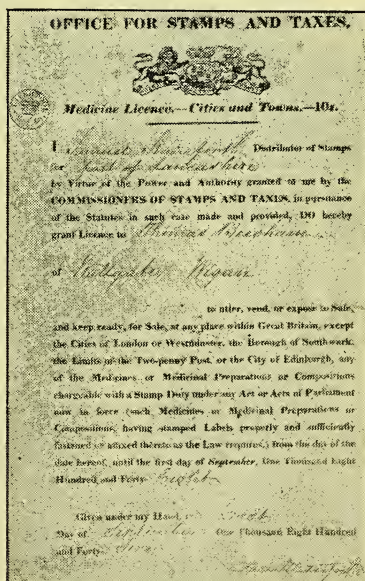 OFFICE FOR STAMPS AND TAXES.
Medicine Licence.—Cities and Towns.—10s.
I Samuel Distributor of Stamps
for Part of Lancashire
by Virtue of the Power and Authority granted to me by the
COMMISSIONERS OF STAMPS AND TAXES, in pursuance
of the Statutes in such case made and provided, DO hereby
grant Licence to Thomas Beecham
of Wallgate Wigan
to utter, vend, or expose to Sale,
and keep ready, for Sale, at any place within Great Britain, except
the Cities of London or Westminster, the Borough of Southwark,
the Limits of the Two-penny Post, or the City of Edinburgh, any
of the Medicines, or Medicinal Preparations or Compositions
chargeable with a Stamp Duty under any Act or Acts of Parliament
now in force (such Medicines or Medicinal Preparations or
Compositions, having stamped Labels properly and sufficiently
fastened or affixed thereto as the Law requires,) from the day of the
date hereof, until the first day of September, One Thousand Eight
Hundred and Forty Eight
Given under my Hand
Day of September One Thousand Eight Hundred
and Forty